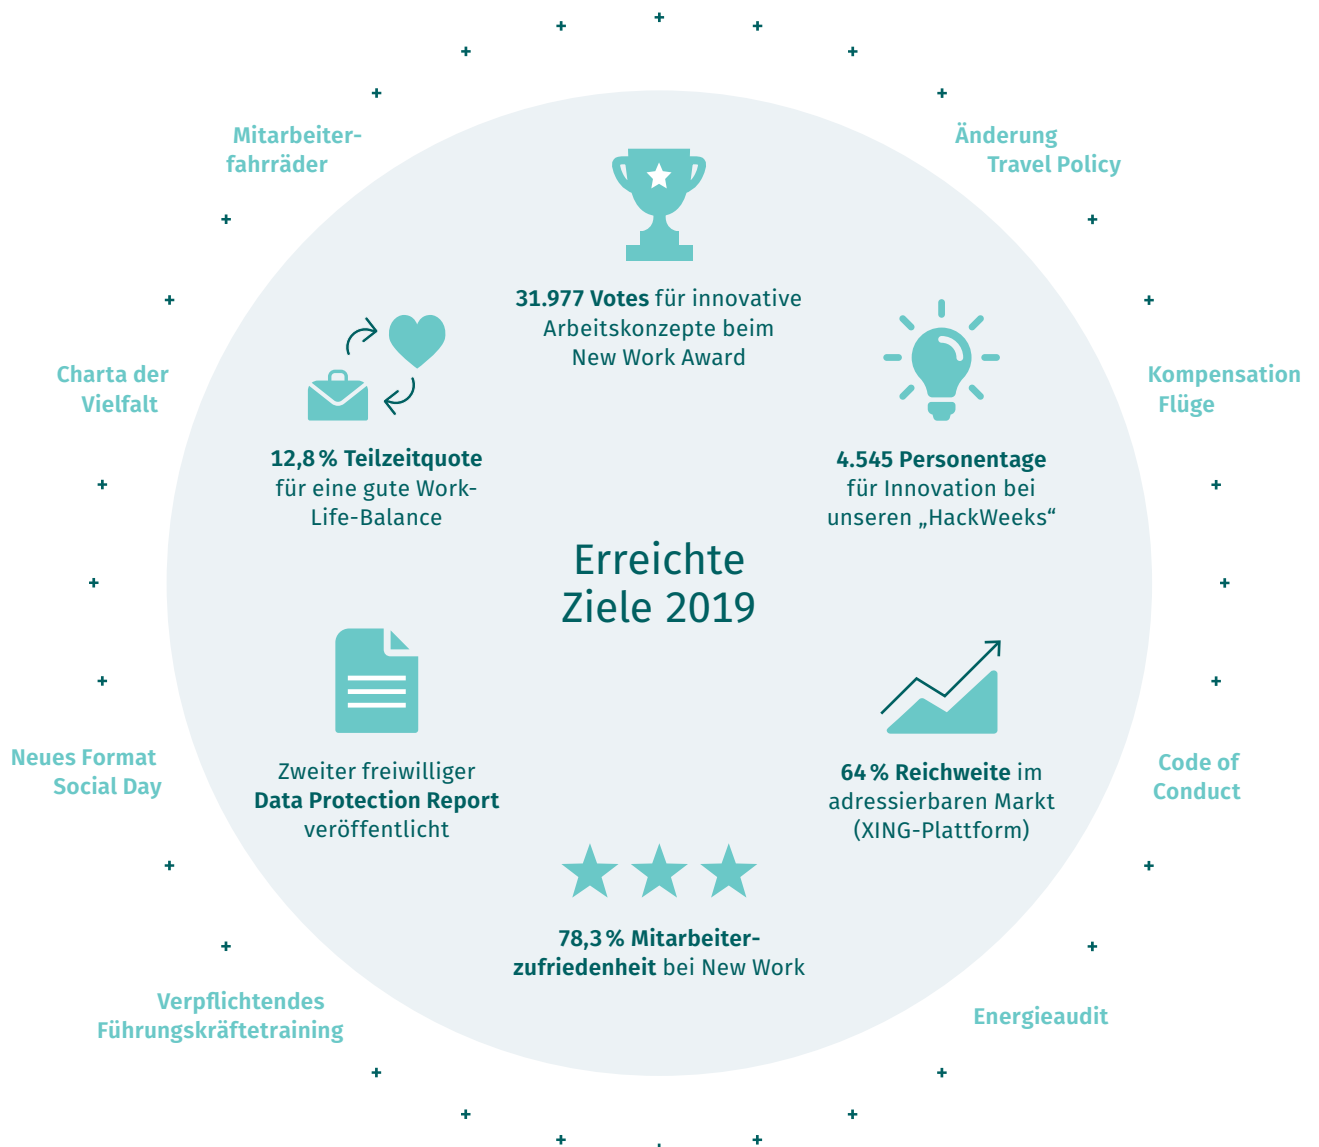 Mitarbeiter-
fahrräder
Änderung
Travel Policy
31.977 Votes für innovative
Arbeitskonzepte beim
New Work Award
Charta der
Vielfalt
Kompensation
Flüge
12,8 % Teilzeitquote
für eine gute Work-
Life-Balance
4.545 Personentage
für Innovation bei
unseren „HackWeeks“
Erreichte
Ziele 2019
Neues Format
Social Day
Zweiter freiwilliger
Data Protection Report
veröffentlicht
64 % Reichweite im
adressierbaren Markt
(XING-Plattform)
Code of
Conduct
78,3 % Mitarbeiter-
zufriedenheit bei New Work
Verpflichtendes
Führungskräftetraining
Energieaudit